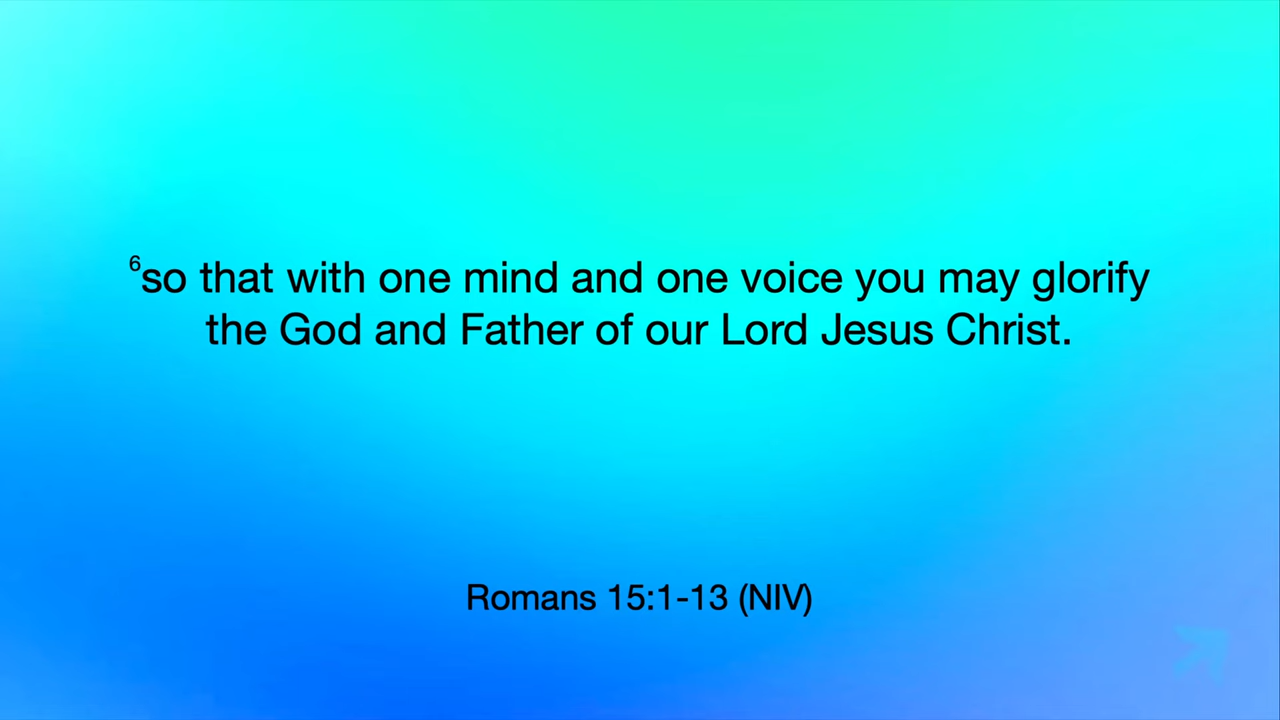 ⁶so that with one mind and one voice you may glorify
the God and Father of our Lord Jesus Christ.
Romans 15:1-13 (NIV)